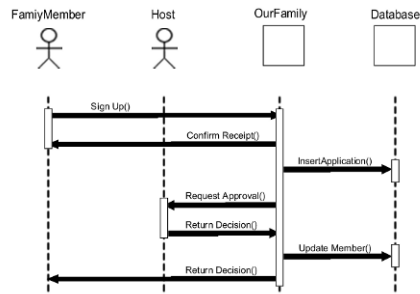 FamiyMember
Host
OurFamily
Database
Sign Up()
Confirm Receipt()
InsertApplication()
Request Approval()
Return Decision()
Update Member()
Return Decision()